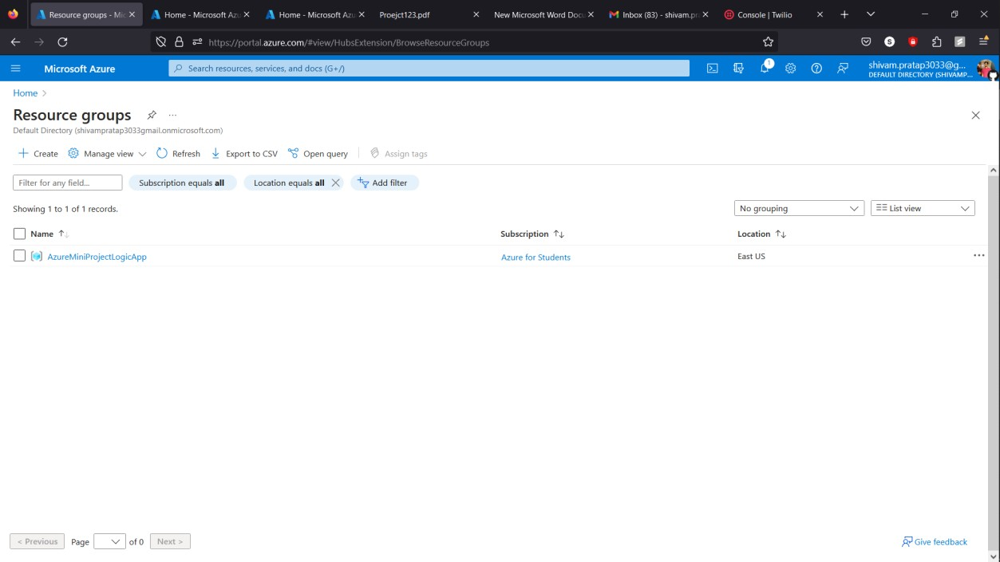 Resource groups - Mic
Home - Microsoft Azu
Home - Microsoft Azu
Proejct123.pdf
New Microsoft Word Docu
Inbox (83) - shivam.pr
Console | Twilio
https://portal.azure.com/#view/HubsExtension/BrowseResourceGroups
S
Microsoft Azure
Search resources, services, and docs (G+/)
1
shivam.pratap3033@g...
DEFAULT DIRECTORY (SHIVAMP...
Home >
Resource groups ...
Default Directory (shivampratap3033gmail.onmicrosoft.com)
Create Manage view Refresh Export to CSV Open query Assign tags
Filter for any field... Subscription equals all Location equals all Add filter
Showing 1 to 1 of 1 records. No grouping List view
Name Subscription Location
AzureMiniProjectLogicApp Azure for Students East US ...
< Previous Page of 0 Next > Give feedback